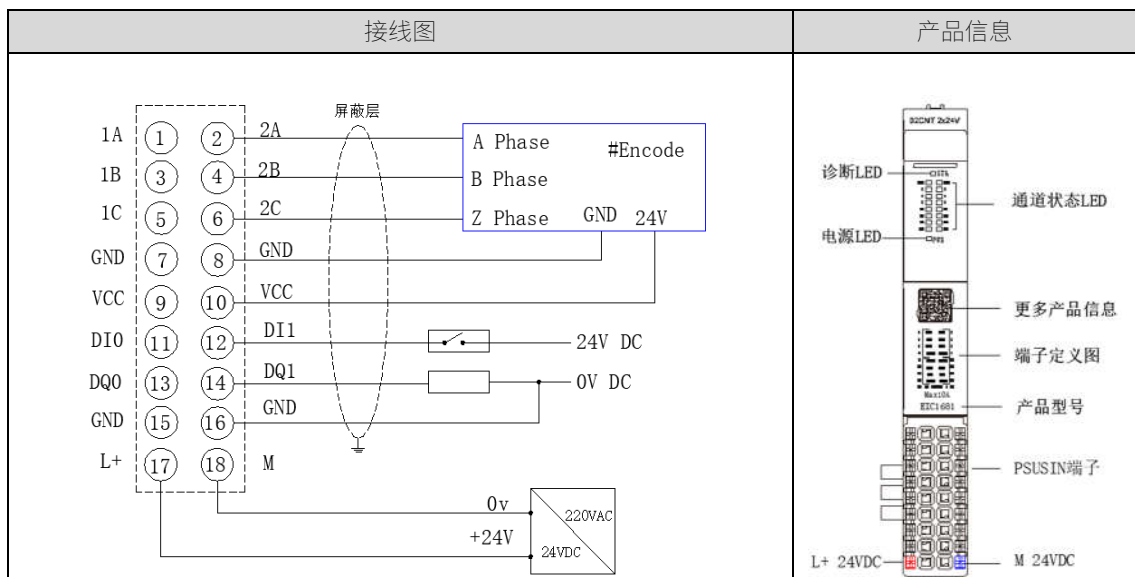 接线图
产品信息
屏蔽层
1A 1 2 2A
A Phase
#Encode
1B 3 4 2B
B Phase
1C 5 6 2C
Z Phase GND 24V
GND 7 8 GND
VCC 9 10 VCC
DI0 11 12 DI1
24V DC
DQ0 13 14 DQ1
0V DC
GND 15 16 GND
L+ 17 18 M
0v
220VAC
+24V
24VDC
诊断LED
通道状态LED
电源LED
更多产品信息
端子定义图
Max10A
EIC1681
产品型号
PSUSIN端子
L+ 24VDC
M 24VDC